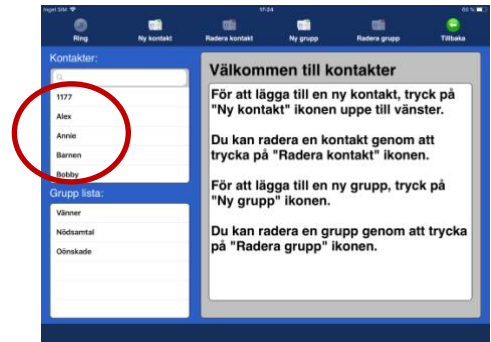 Inget SIM 17:24 60 %
Ring Ny kontakt Radera kontakt Ny grupp Radera grupp Tillbaka
Kontakter:
1177
Alex
Annie
Barnen
Bobby
Grupp lista:
Vänner
Nödsamtal
Oönskade
Välkommen till kontakter
För att lägga till en ny kontakt, tryck på
"Ny kontakt" ikonen uppe till vänster.
Du kan radera en kontakt genom att
trycka på "Radera kontakt" ikonen.
För att lägga till en ny grupp, tryck på
"Ny grupp" ikonen.
Du kan radera en grupp genom att trycka
på "Radera grupp" ikonen.